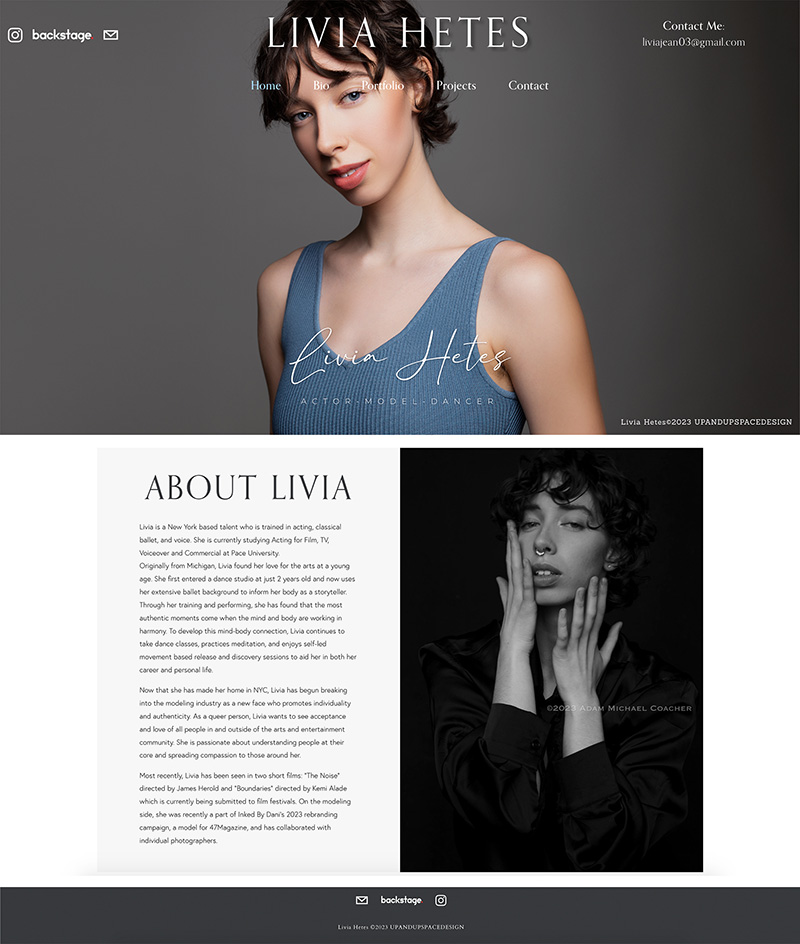 LIVIA HETES
backstage
Contact Me:
liviajean03@gmail.com
Home Bio Portfolio Projects Contact
Livia Hetes
ACTOR-MODEL-DANCER
Livia Hetes©2023 UPANDUPSPACEDESIGN
ABOUT LIVIA
Livia is a New York based talent who is trained in acting, classical
ballet, and voice. She is currently studying Acting for Film, TV,
Voiceover and Commercial at Pace University.
Originally from Michigan, Livia found her love for the arts at a young
age. She first entered a dance studio at just 2 years old and now uses
her extensive ballet background to inform her body as a storyteller.
Through her training and performing, she has found that the most
authentic moments come when the mind and body are working in
harmony. To develop this mind-body connection, Livia continues to
take dance classes, practices meditation, and enjoys self-led
movement based release and discovery sessions to aid her in both her
career and personal life.
Now that she has made her home in NYC, Livia has begun breaking
into the modeling industry as a new face who promotes individuality
and authenticity. As a queer person, Livia wants to see acceptance
and love of all people in and outside of the arts and entertainment
community. She is passionate about understanding people at their
core and spreading compassion to those around her.
Most recently, Livia has been seen in two short films: "The Noise"
directed by James Herold and "Boundaries" directed by Kemi Alade
which is currently being submitted to film festivals. On the modeling
side, she was recently a part of Inked By Dani's 2023 rebranding
campaign, a model for 47Magazine, and has collaborated with
individual photographers.
©2023 Adam Michael Coacher
backstage
Livia Hetes ©2023 UPANDUPSPACEDESIGN